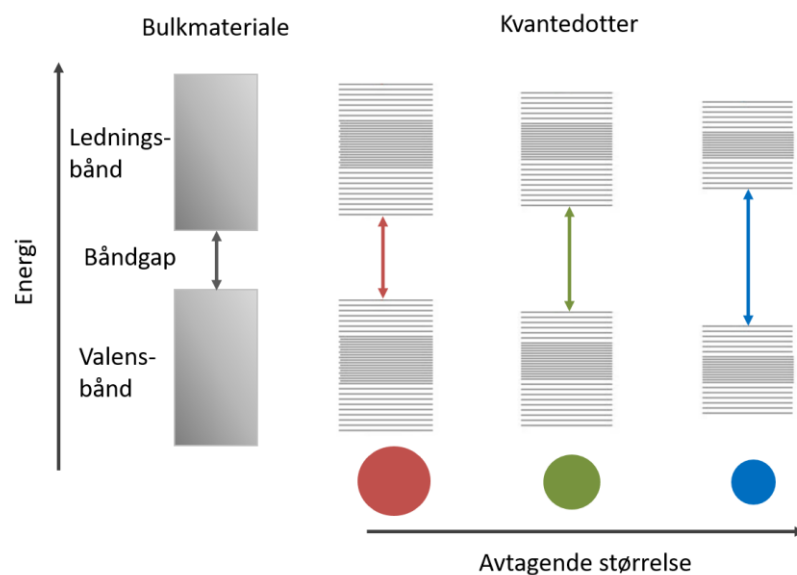 Bulkmateriale
Kvantedotter
Lednings-
bånd
Båndgap
Energi
Valens-
bånd
Avtagende størrelse